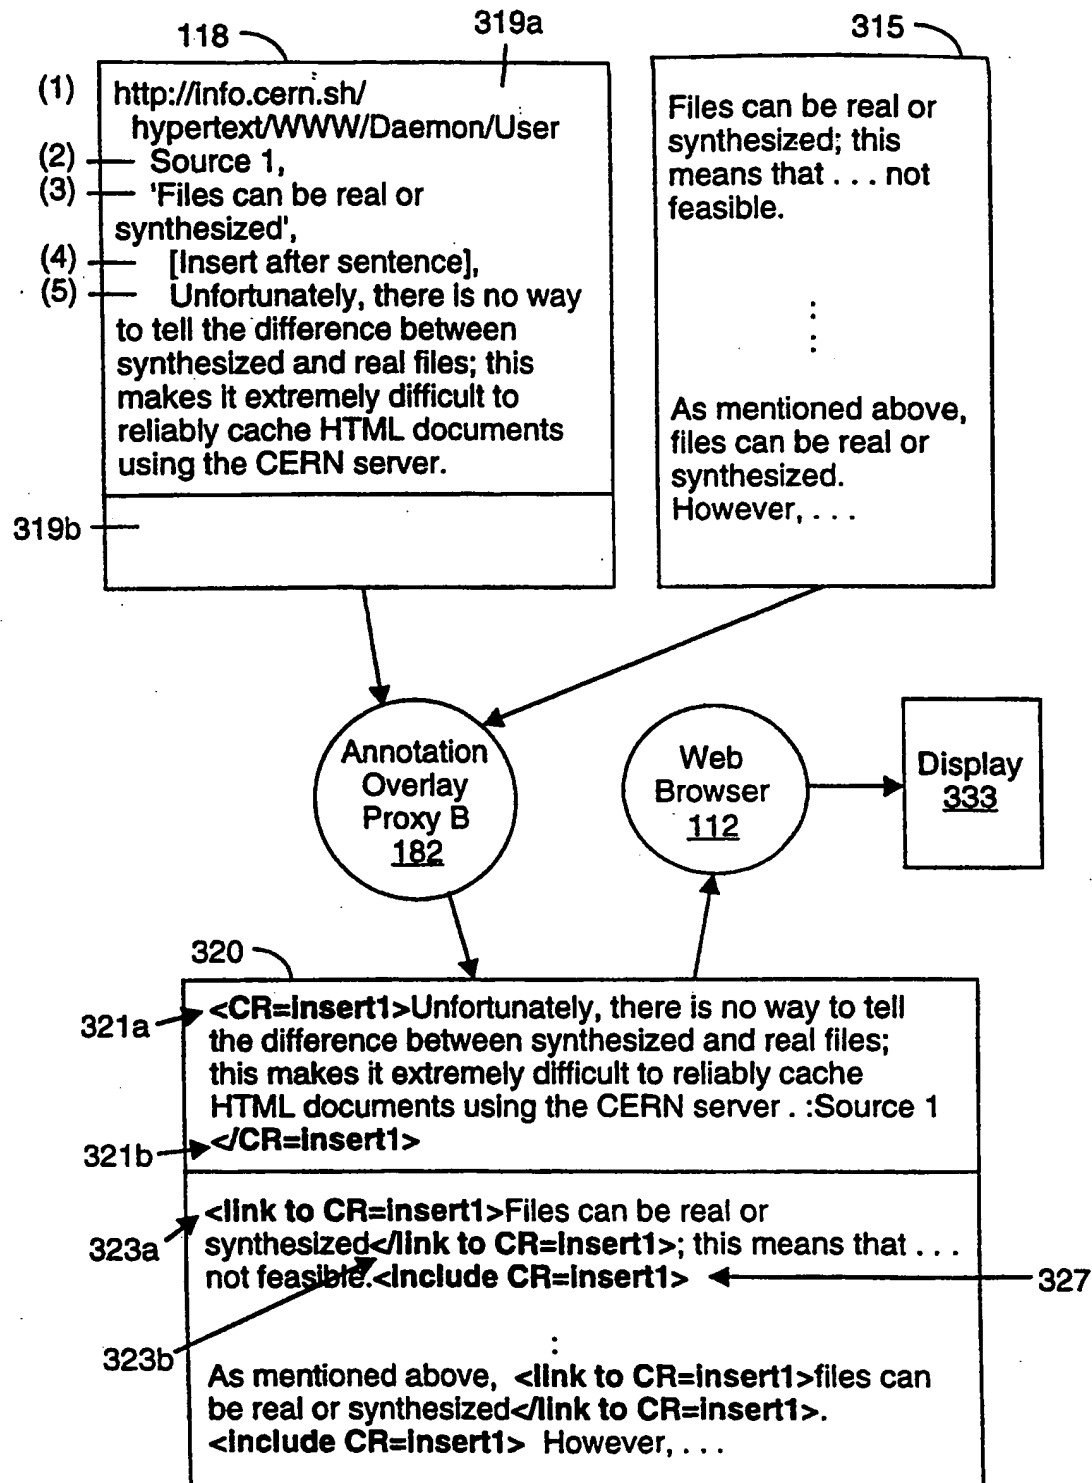 118
319a
315
(1) http://info.cern.sh/
hypertext/WWW/Daemon/User
(2) Source 1,
(3) 'Files can be real or
synthesized',
(4) [Insert after sentence],
(5) Unfortunately, there is no way
to tell the difference between
synthesized and real files; this
makes it extremely difficult to
reliably cache HTML documents
using the CERN server.
319b
Files can be real or
synthesized; this
means that . . . not
feasible.
As mentioned above,
files can be real or
synthesized.
However, . . .
Annotation
Overlay
Proxy B
182
Web
Browser
112
Display
333
320
321a
<CR=insert1>Unfortunately, there is no way to tell
the difference between synthesized and real files;
this makes it extremely difficult to reliably cache
HTML documents using the CERN server . :Source 1
321b
</CR=insert1>
323a
<link to CR=insert1>Files can be real or
synthesized</link to CR=insert1>; this means that . . .
not feasible.<include CR=insert1>
327
323b
As mentioned above, <link to CR=insert1>files can
be real or synthesized</link to CR=insert1>.
<include CR=insert1> However, . . .